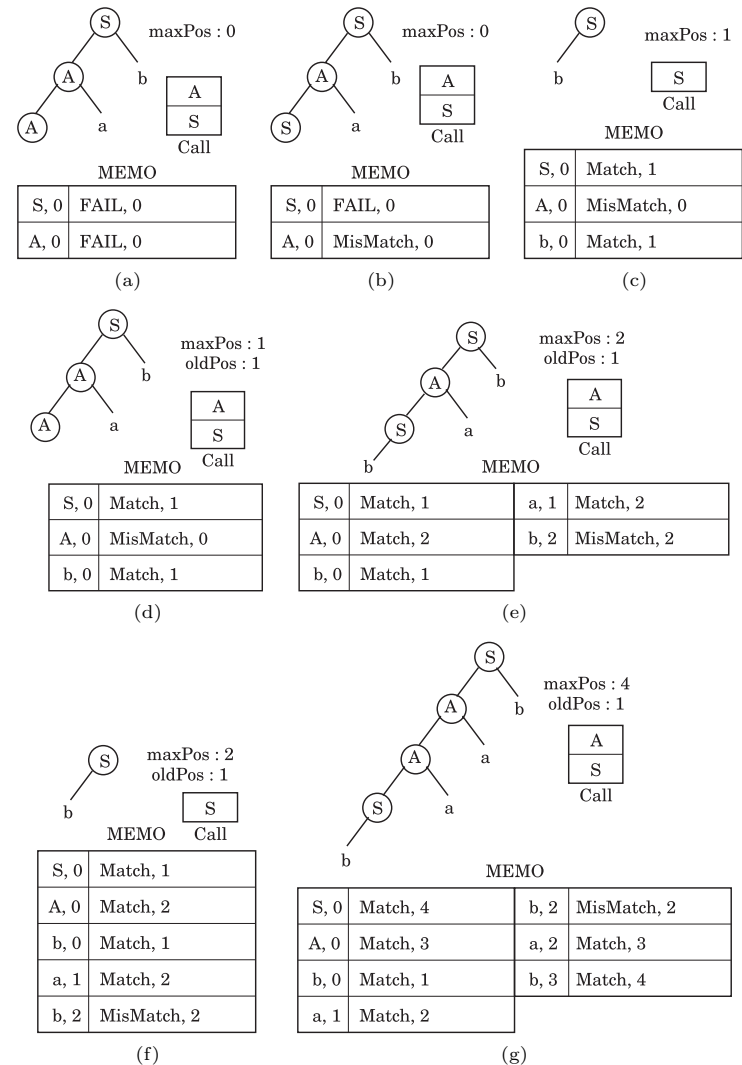 S
maxPos : 0
A
b
A
a
A
S
Call
MEMO
S, 0 FAIL, 0
A, 0 FAIL, 0
(a)
S
maxPos : 0
A
b
S
a
A
S
Call
MEMO
S, 0 FAIL, 0
A, 0 MisMatch, 0
(b)
S
maxPos : 1
b
S
Call
MEMO
S, 0 Match, 1
A, 0 MisMatch, 0
b, 0 Match, 1
(c)
S
maxPos : 1
oldPos : 1
A
b
A
a
A
S
Call
MEMO
S, 0 Match, 1
A, 0 MisMatch, 0
b, 0 Match, 1
(d)
S
maxPos : 2
oldPos : 1
A
b
S
a
b
A
S
Call
MEMO
S, 0 Match, 1 a, 1 Match, 2
A, 0 Match, 2 b, 2 MisMatch, 2
b, 0 Match, 1
(e)
S
maxPos : 2
oldPos : 1
b
S
Call
MEMO
S, 0 Match, 1
A, 0 Match, 2
b, 0 Match, 1
a, 1 Match, 2
b, 2 MisMatch, 2
(f)
S
maxPos : 4
oldPos : 1
A
b
A
a
S
a
b
A
S
Call
MEMO
S, 0 Match, 4 b, 2 MisMatch, 2
A, 0 Match, 3 a, 2 Match, 3
b, 0 Match, 1 b, 3 Match, 4
a, 1 Match, 2
(g)